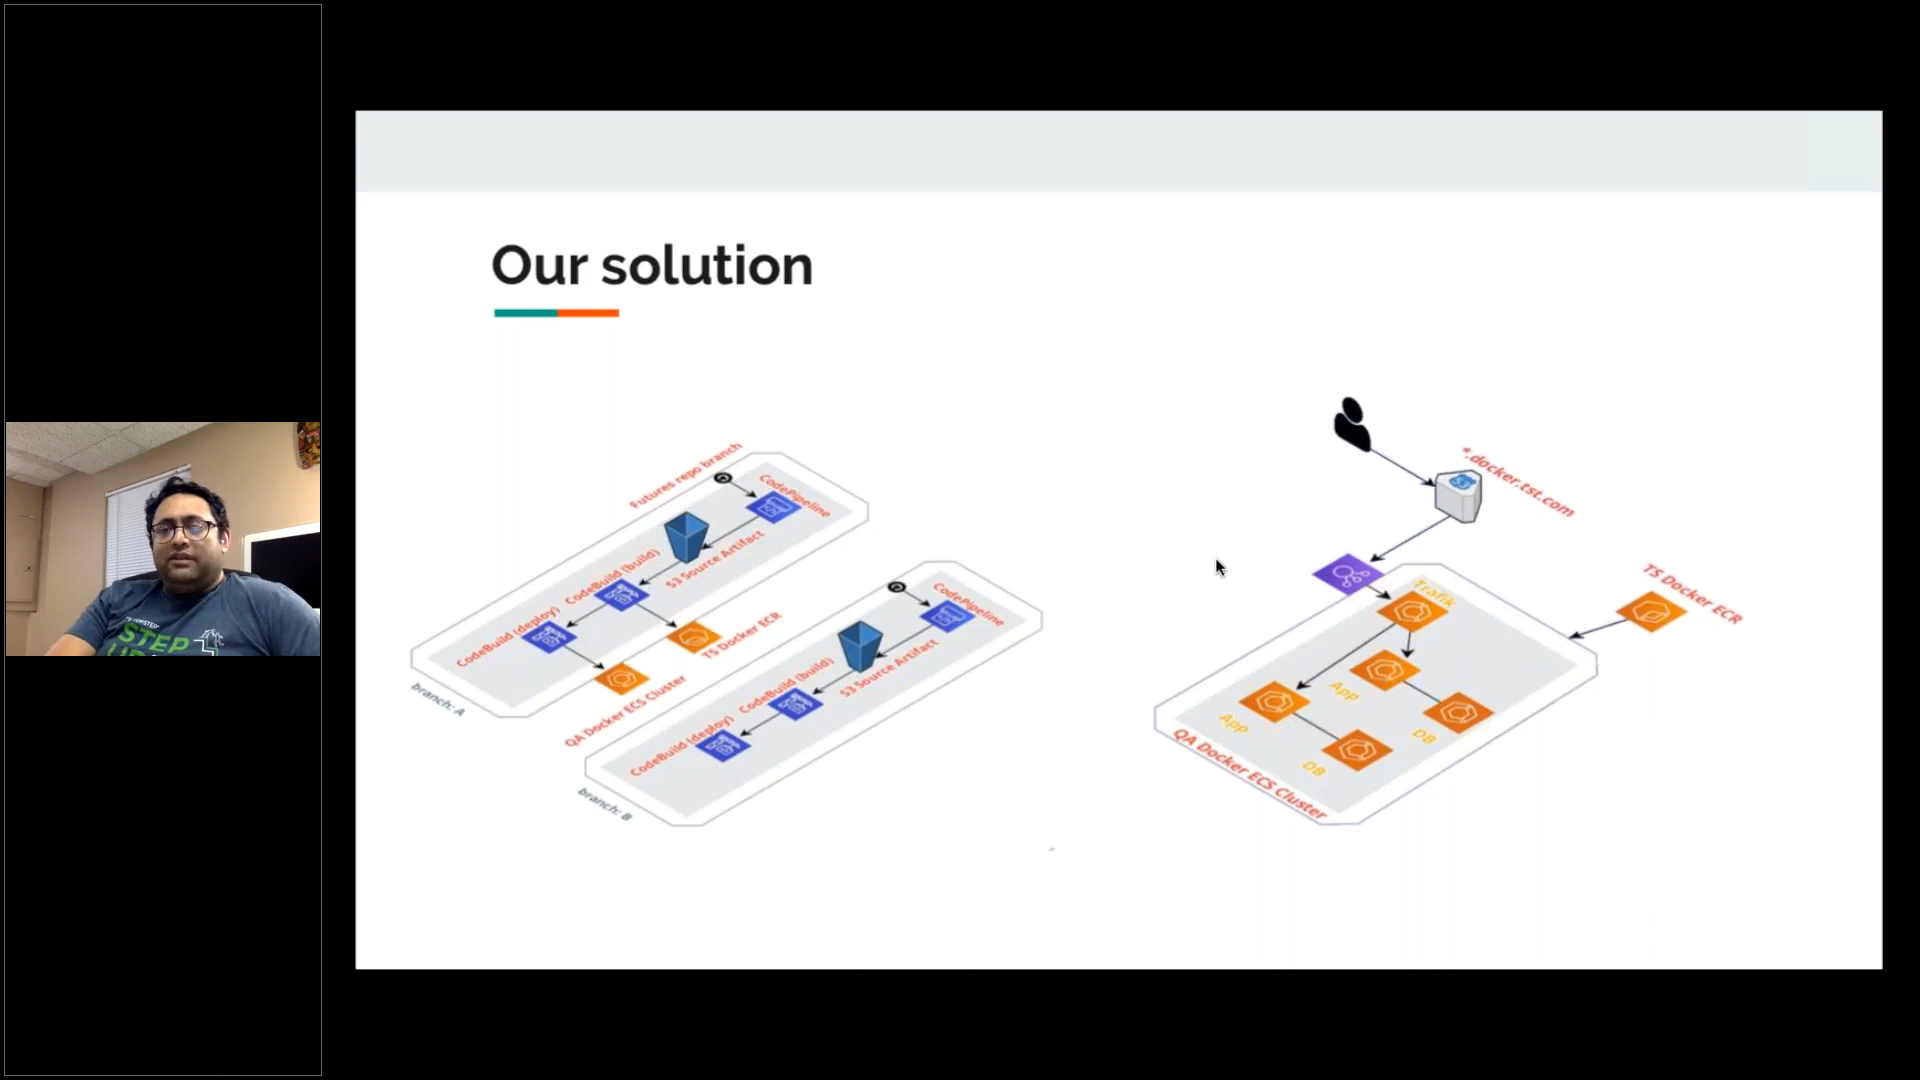 Our solution
Futures repo branch
CodePipeline
S3 Source Artifact
CodeBuild (build)
CodeBuild (deploy)
TS Docker ECR
QA Docker ECS Cluster
branch: A
CodePipeline
S3 Source Artifact
CodeBuild (build)
CodeBuild (deploy)
branch: B
*.docker.tst.com
Trafik
TS Docker ECR
App
App
DB
DB
QA Docker ECS Cluster
STEP